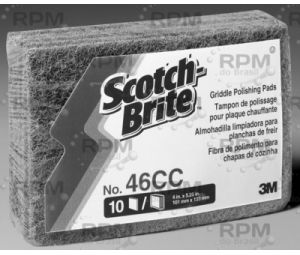 Scotch-
Brite
Griddle Polishing Pads
Tampon de polissage
pour plaque chauffante
Almohadilla limpiadora para
planchas de freir
Fibra de polimento para
chapas de cozinha
No. 46CC
10
4 in x 5.25 in
101 mm x 133 mm
3M
RPM
do Brasil